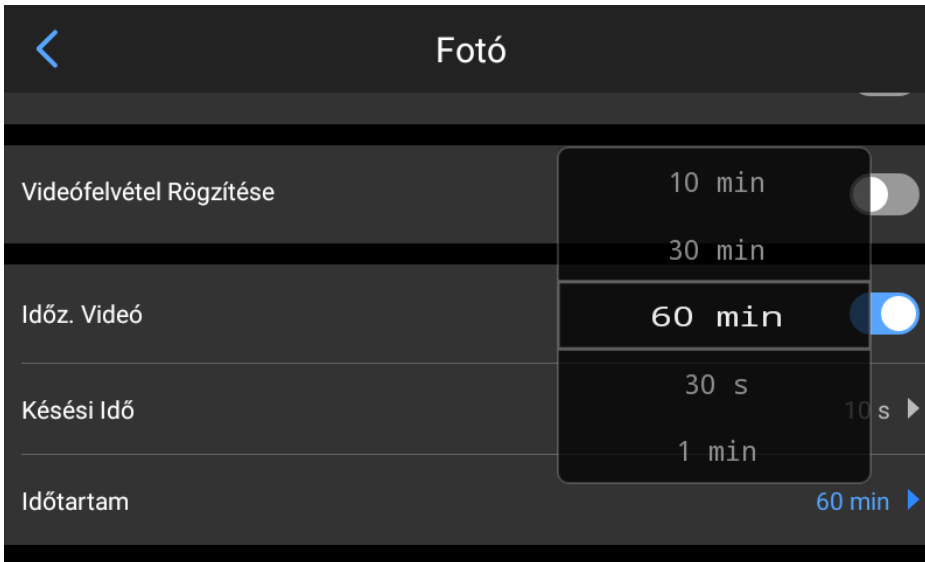 Fotó
Videófelvétel Rögzítése
10 min
30 min
Időz. Videó
60 min
30 s
Késési Idő
10 s
1 min
Időtartam
60 min